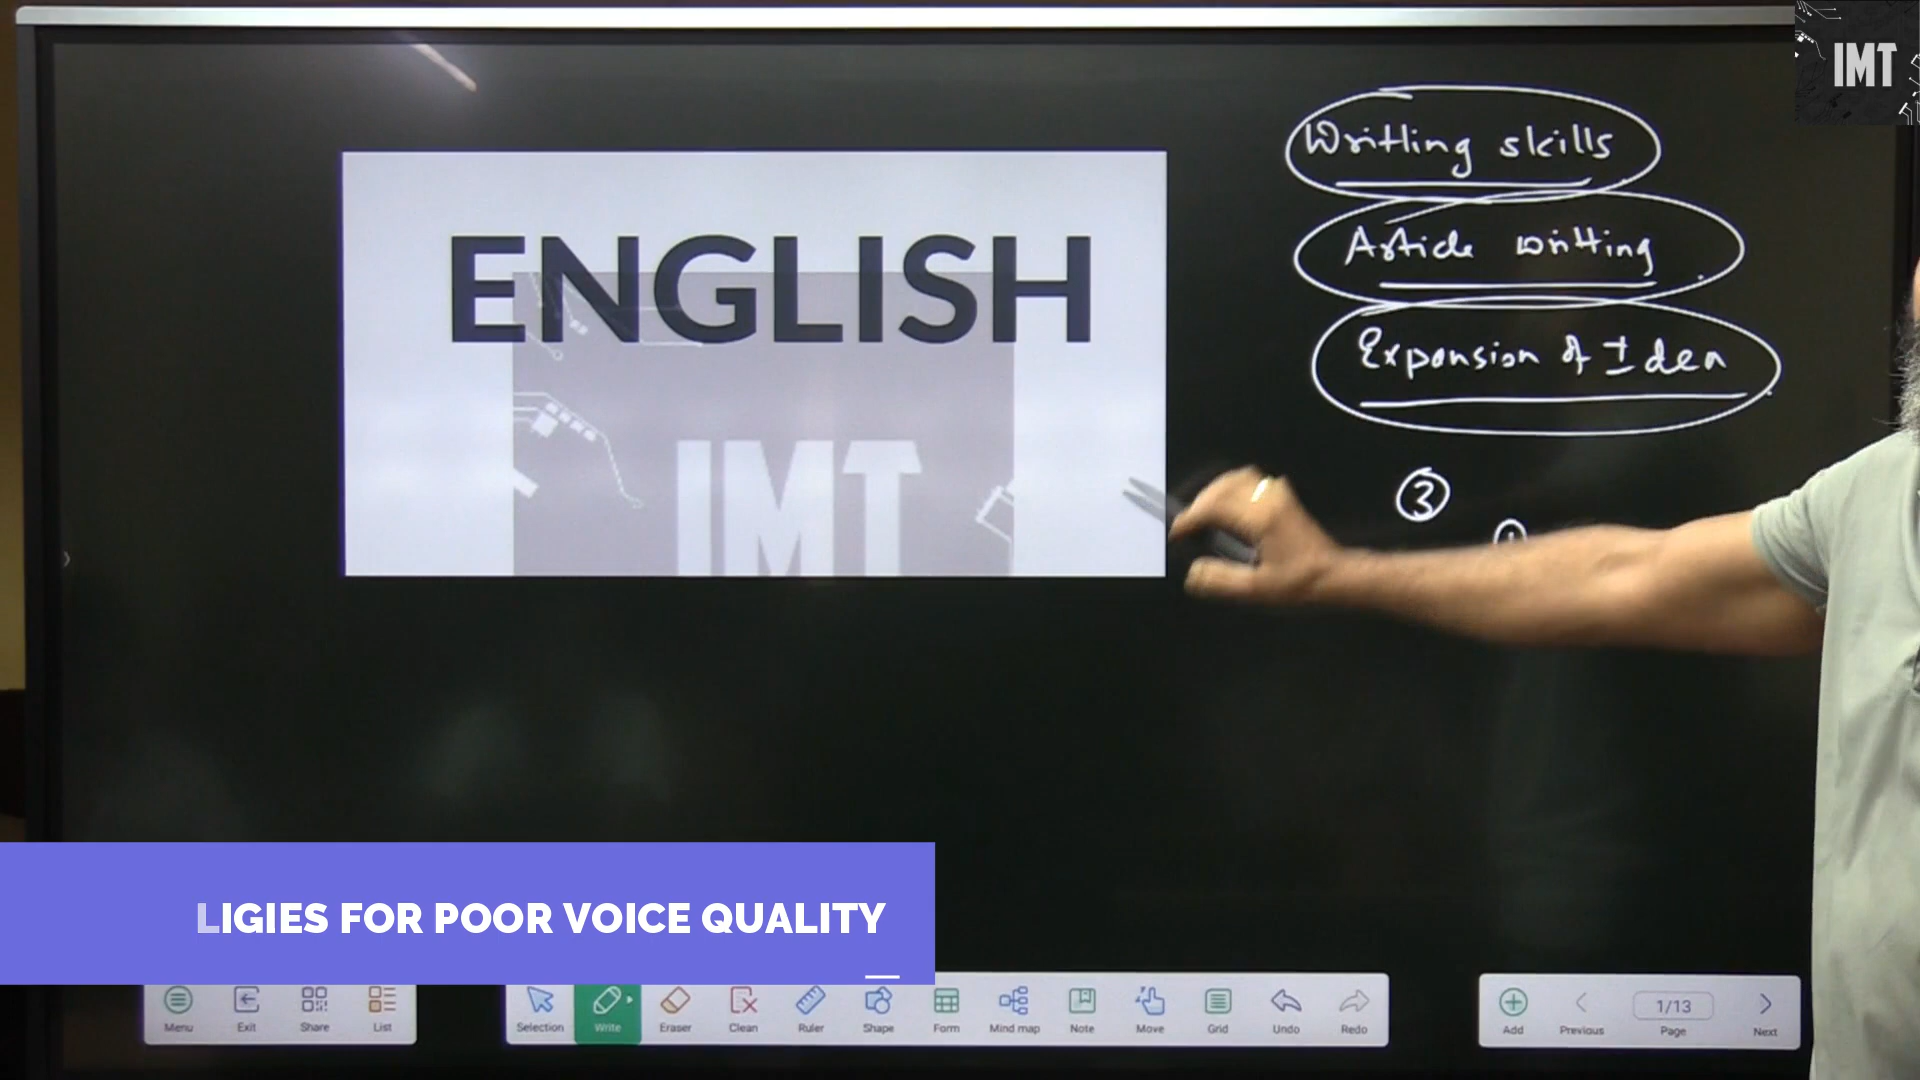 IMT
ENGLISH
IMT
Writting skills
Article writting
Expansion of Idea
3
LIGIES FOR POOR VOICE QUALITY
Menu Exit Share List
Selection Write Eraser Clean Ruler Shape Form Mind map Note Move Grid Undo Redo
Add Previous 1/13 Page Next